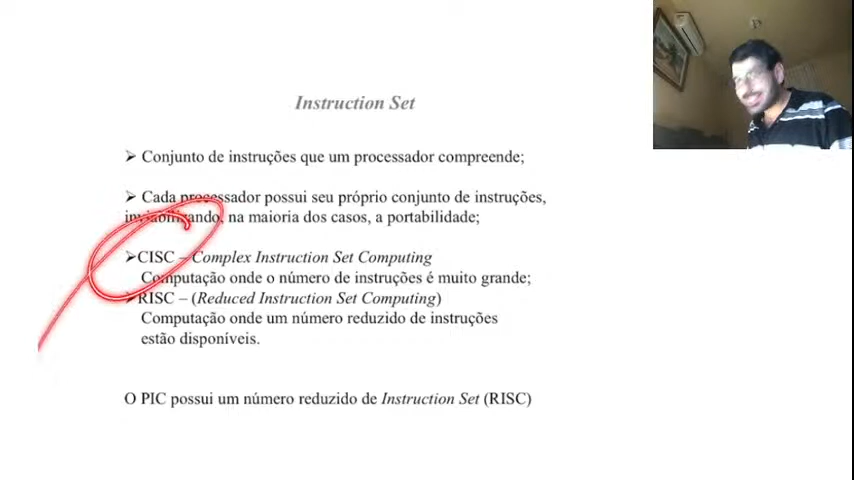 Instruction Set
➢ Conjunto de instruções que um processador compreende;
➢ Cada processador possui seu próprio conjunto de instruções,
inviabilizando, na maioria dos casos, a portabilidade;
➢CISC – Complex Instruction Set Computing
Computação onde o número de instruções é muito grande;
➢RISC – (Reduced Instruction Set Computing)
Computação onde um número reduzido de instruções
estão disponíveis.
O PIC possui um número reduzido de Instruction Set (RISC)